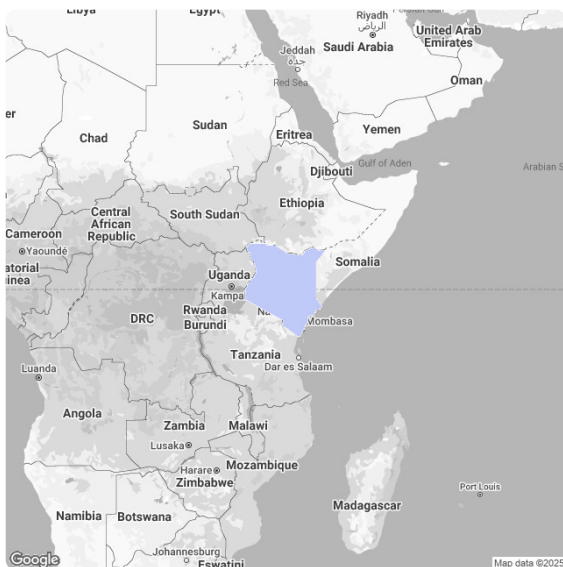 Libya
Egypt
Riyadh
الرياض
United Arab
Emirates
Jeddah
جدة
Saudi Arabia
Red Sea
Oman
Chad
Sudan
Eritrea
Yemen
Djibouti
Gulf of Aden
Arabian S
Ethiopia
South Sudan
Central
African
Republic
Cameroon
Yaoundé
atorial
uinea
Somalia
Uganda
Kampa
Na
Mombasa
Rwanda
Burundi
DRC
Tanzania
Dar es Salaam
Luanda
Angola
Zambia
Malawi
Lusaka
Mozambique
Harare
Zimbabwe
Madagascar
Port Louis
Namibia
Botswana
Johannesburg
Eswatini
Google
Map data ©2025